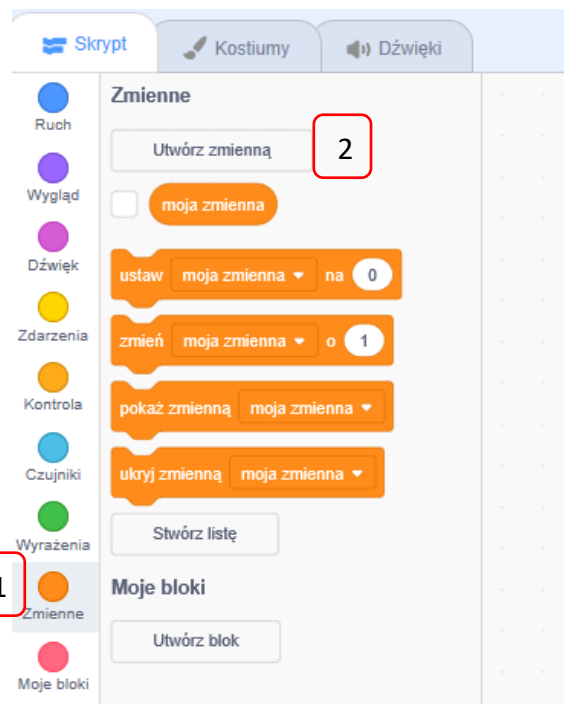 Skrypt
Kostiumy
Dźwięki
Ruch
Wygląd
Dźwięk
Zdarzenia
Kontrola
Czujniki
Wyrażenia
1
Zmienne
Moje bloki
Zmienne
Utwórz zmienną
2
moja zmienna
ustaw moja zmienna na 0
zmień moja zmienna o 1
pokaż zmienną moja zmienna
ukryj zmienną moja zmienna
Stwórz listę
Moje bloki
Utwórz blok